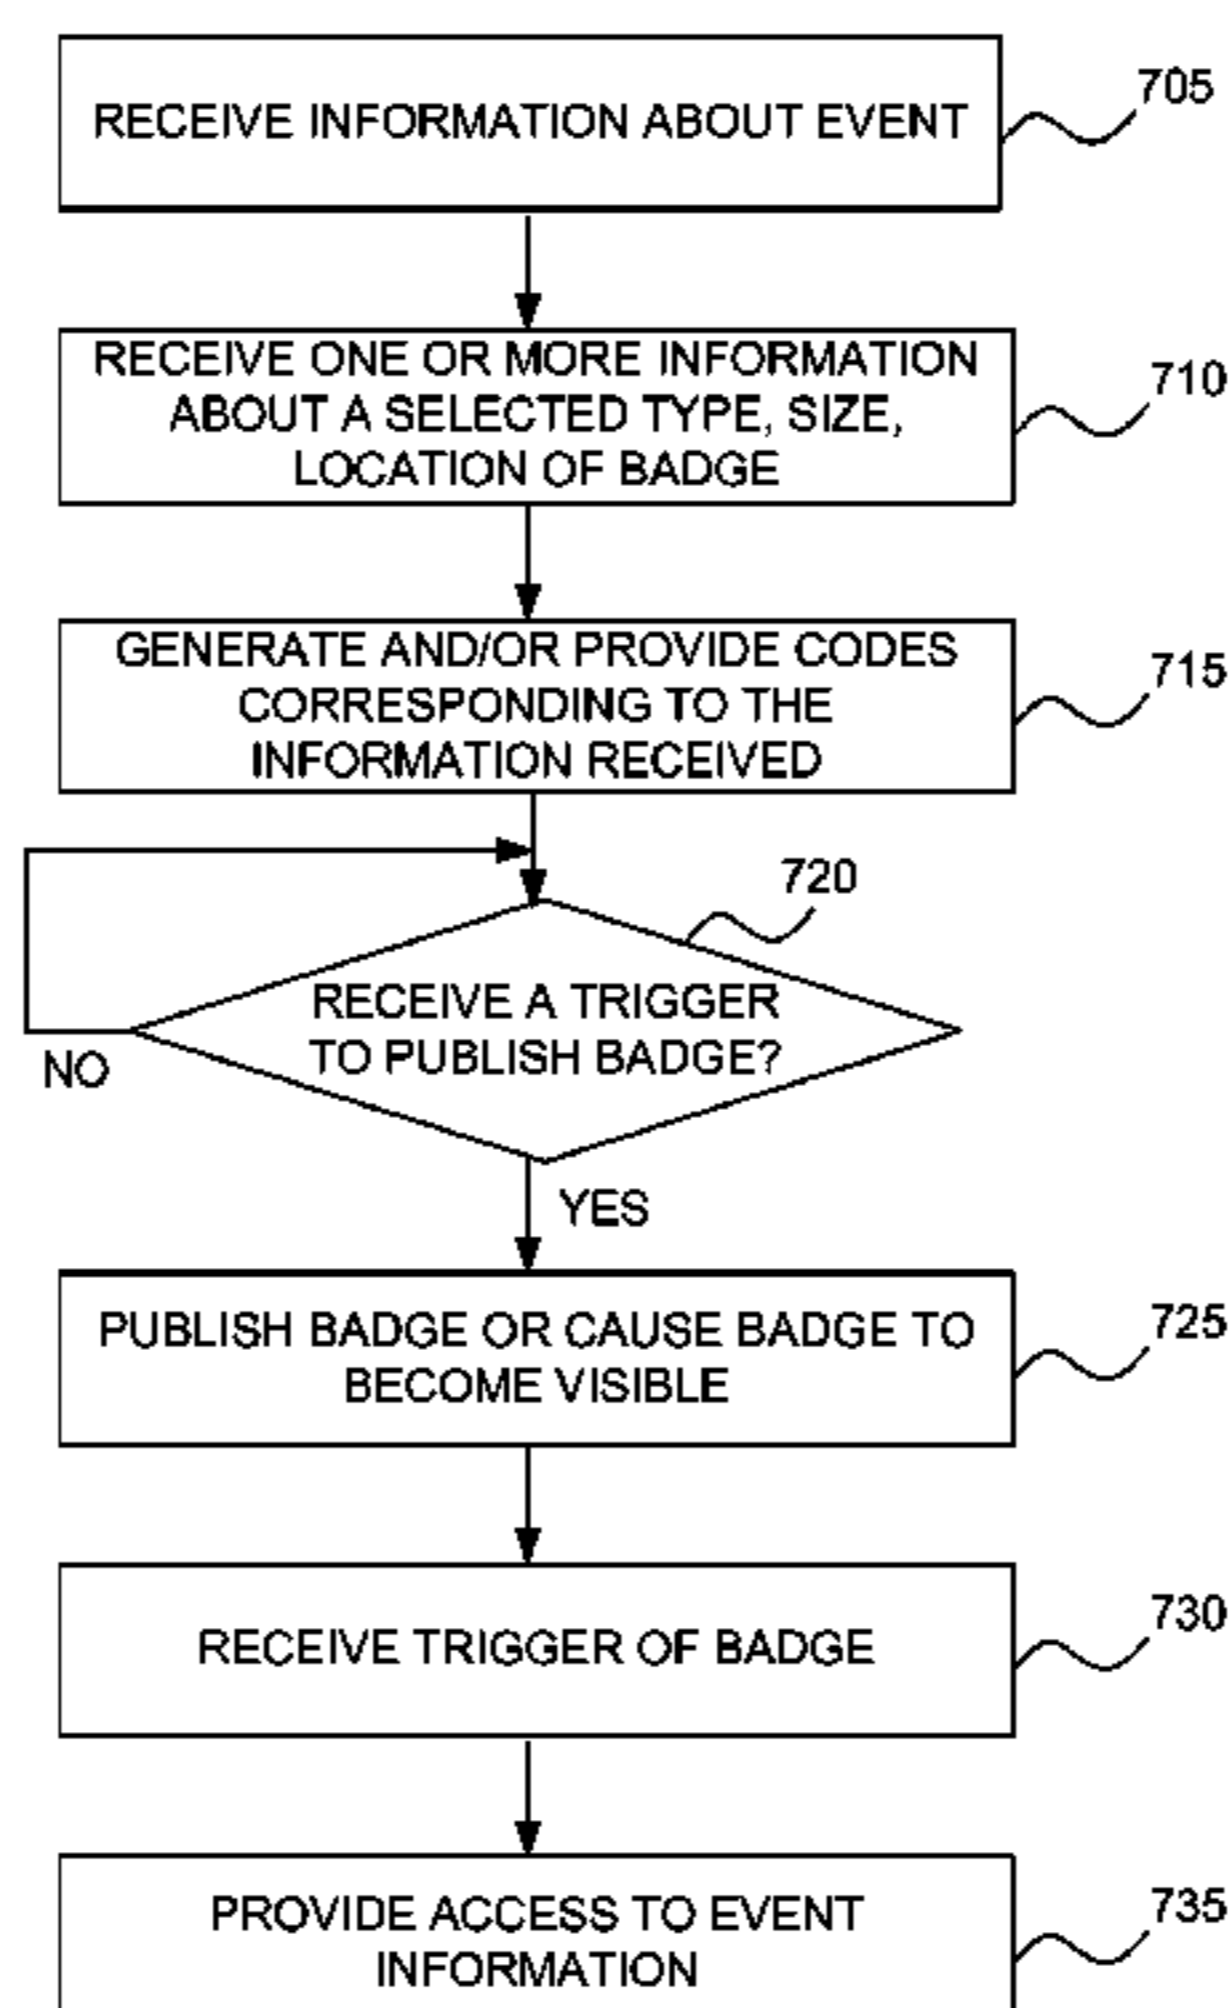 RECEIVE INFORMATION ABOUT EVENT
705
RECEIVE ONE OR MORE INFORMATION
ABOUT A SELECTED TYPE, SIZE,
LOCATION OF BADGE
710
GENERATE AND/OR PROVIDE CODES
CORRESPONDING TO THE
INFORMATION RECEIVED
715
720
RECEIVE A TRIGGER
TO PUBLISH BADGE?
NO
YES
PUBLISH BADGE OR CAUSE BADGE TO
BECOME VISIBLE
725
RECEIVE TRIGGER OF BADGE
730
PROVIDE ACCESS TO EVENT
INFORMATION
735